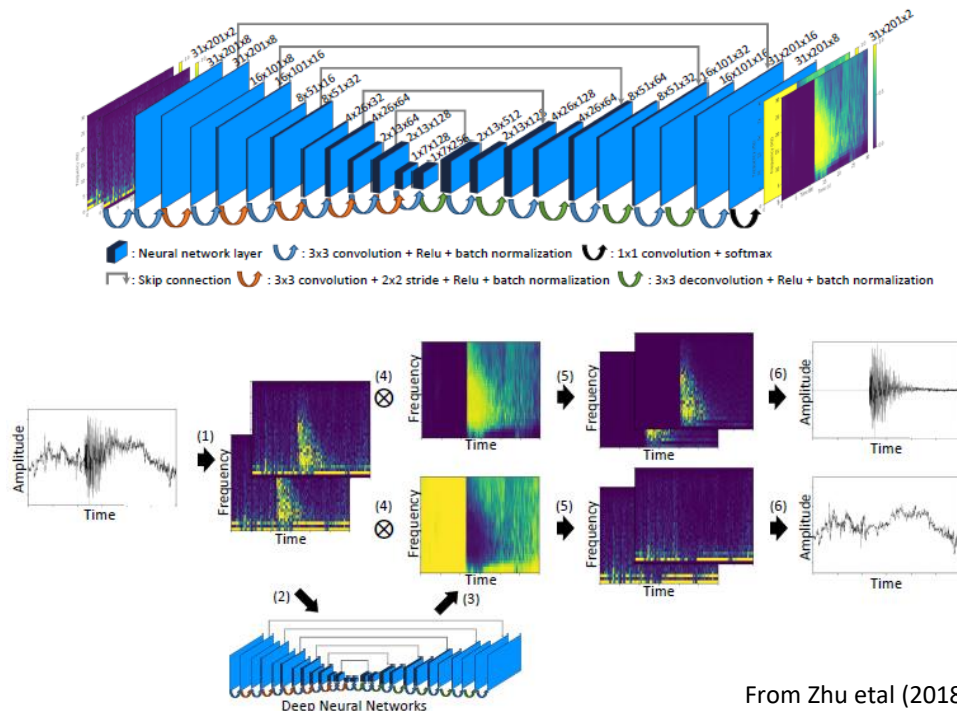 31x201x2
31x201x8
31x201x8
16x101x8
16x101x16
8x51x16
8x51x32
4x26x32
4x26x64
2x13x64
2x13x128
1x7x128
1x7x256
2x13x512
2x13x128
4x26x128
4x26x64
8x51x64
8x51x32
16x101x32
16x101x16
31x201x16
31x201x8
31x201x2
: Neural network layer
: 3x3 convolution + Relu + batch normalization
: 1x1 convolution + softmax
: Skip connection
: 3x3 convolution + 2x2 stride + Relu + batch normalization
: 3x3 deconvolution + Relu + batch normalization
Amplitude
Time
(1)
Frequency
Frequency
Time
(4)
Frequency
Time
(5)
Frequency
Time
(6)
Amplitude
Time
(4)
Frequency
Time
(5)
Frequency
Time
(6)
Amplitude
Time
(2)
(3)
Deep Neural Networks
From Zhu etal (2018